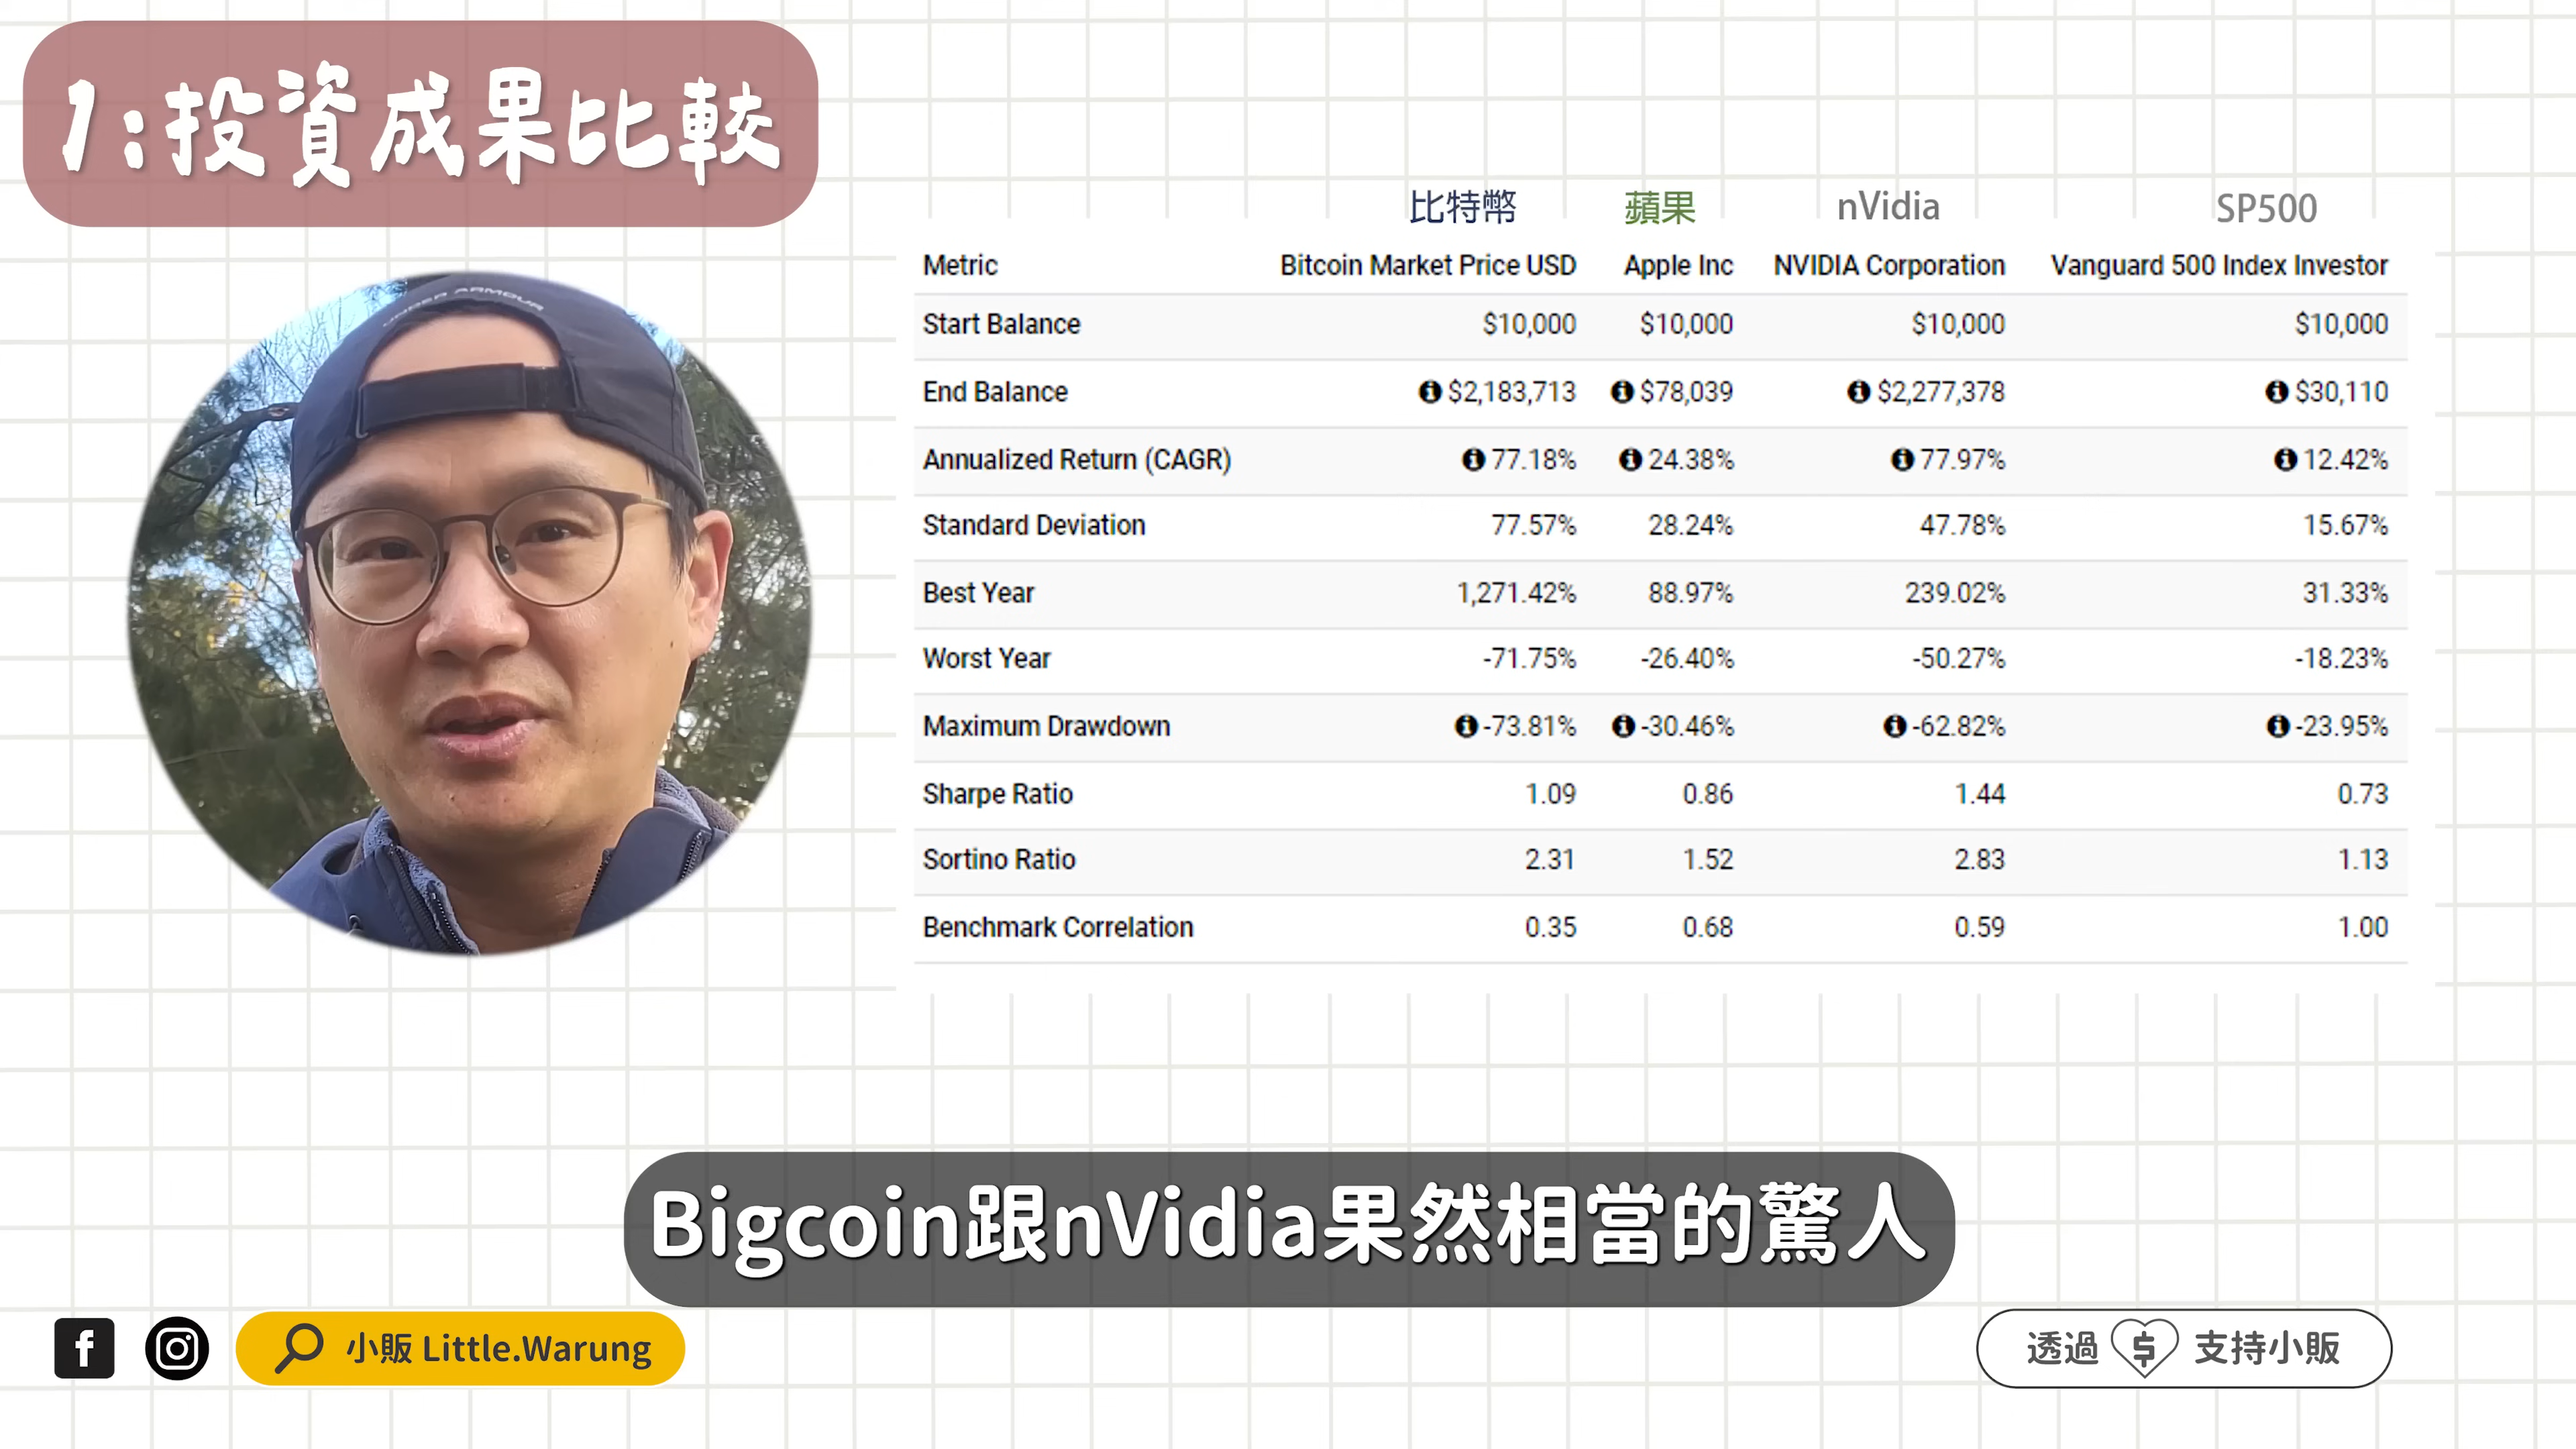 1:投資成果比較
比特幣 蘋果 nVidia SP500
Metric Bitcoin Market Price USD Apple Inc NVIDIA Corporation Vanguard 500 Index Investor
Start Balance $10,000 $10,000 $10,000 $10,000
End Balance $2,183,713 $78,039 $2,277,378 $30,110
Annualized Return (CAGR) 77.18% 24.38% 77.97% 12.42%
Standard Deviation 77.57% 28.24% 47.78% 15.67%
Best Year 1,271.42% 88.97% 239.02% 31.33%
Worst Year -71.75% -26.40% -50.27% -18.23%
Maximum Drawdown -73.81% -30.46% -62.82% -23.95%
Sharpe Ratio 1.09 0.86 1.44 0.73
Sortino Ratio 2.31 1.52 2.83 1.13
Benchmark Correlation 0.35 0.68 0.59 1.00
UNDER ARMOUR
Bigcoin跟nVidia果然相當的驚人
小販 Little.Warung
透過 $ 支持小販